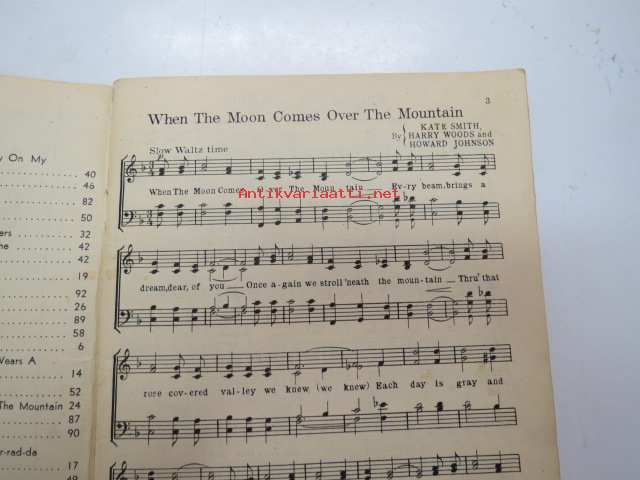 y On My
40
46
82
50
ers 32
ne 42
42
19
92
26
89
58
6
Wears A
14
52
The Mountain 24
87
90
r-rad-da
17
3
When The Moon Comes Over The Mountain
By KATE SMITH,
HARRY WOODS and
HOWARD JOHNSON
Slow Waltz time
When The Moon Comes O-ver The Moun-tain Ev-ry beam, brings a
dream, dear, of you Once a-gain we stroll 'neath the moun-tain Thru' that
rose cov-ered val-ley we knew, (we knew) Each day is gray and
Antikvariaatti.net